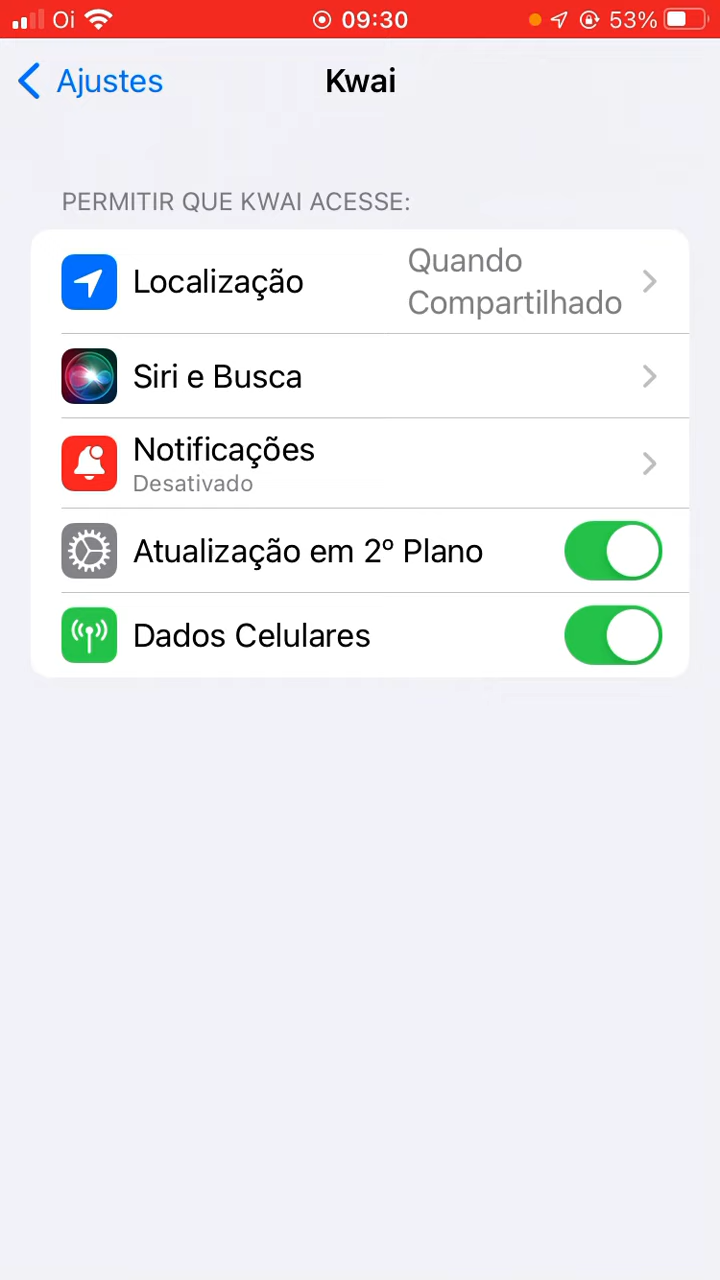 Oi 09:30 53%
Ajustes Kwai
PERMITIR QUE KWAI ACESSE:
Localização Quando Compartilhado
Siri e Busca
Notificações
Desativado
Atualização em 2º Plano
Dados Celulares